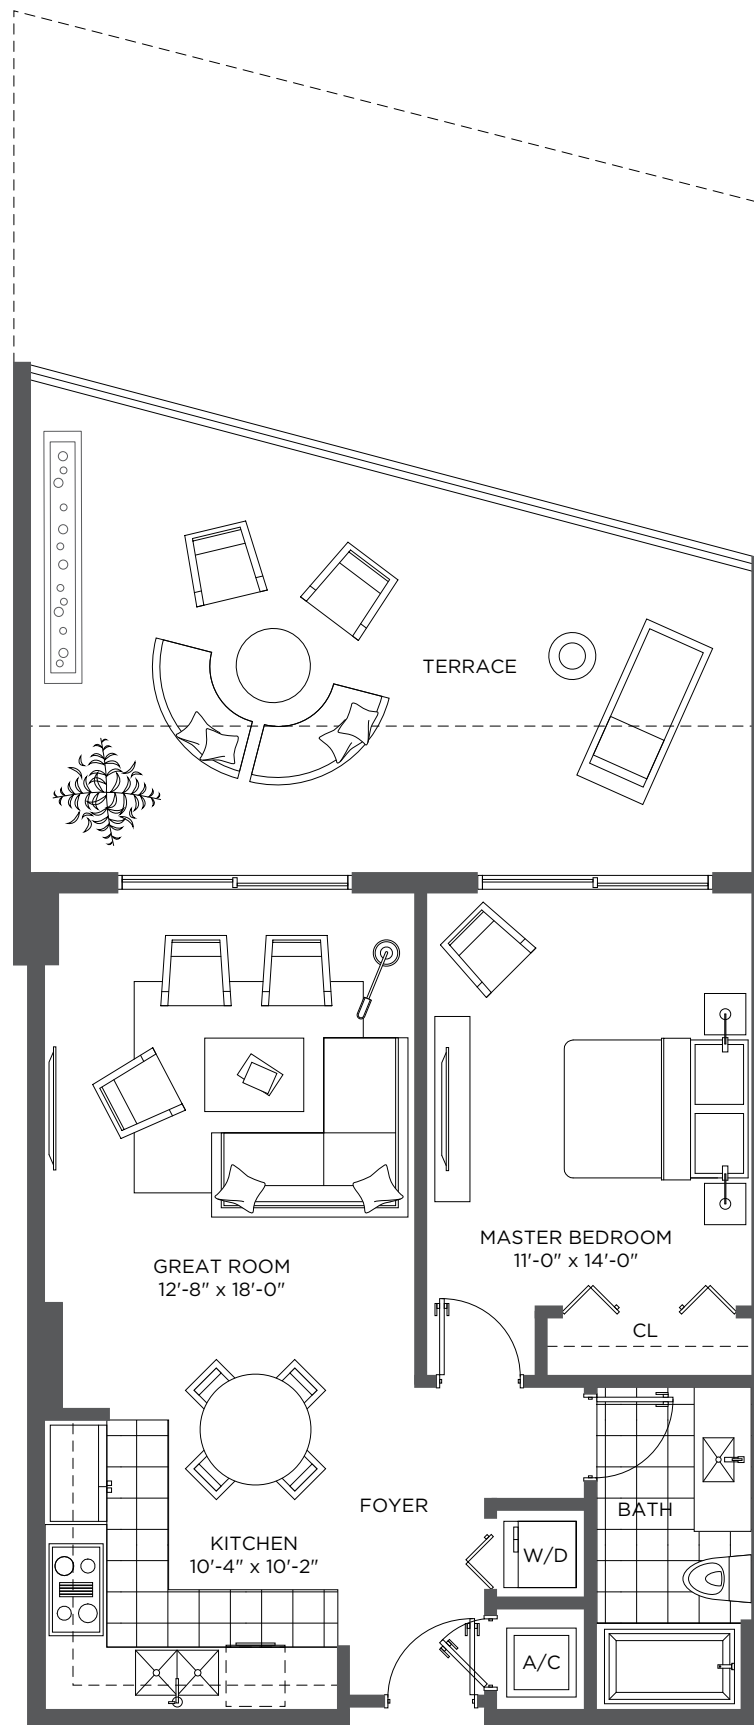 TERRACE
MASTER BEDROOM
11'-0" x 14'-0"
GREAT ROOM
12'-8" x 18'-0"
CL
FOYER
BATH
KITCHEN
10'-4" x 10'-2"
W/D
A/C